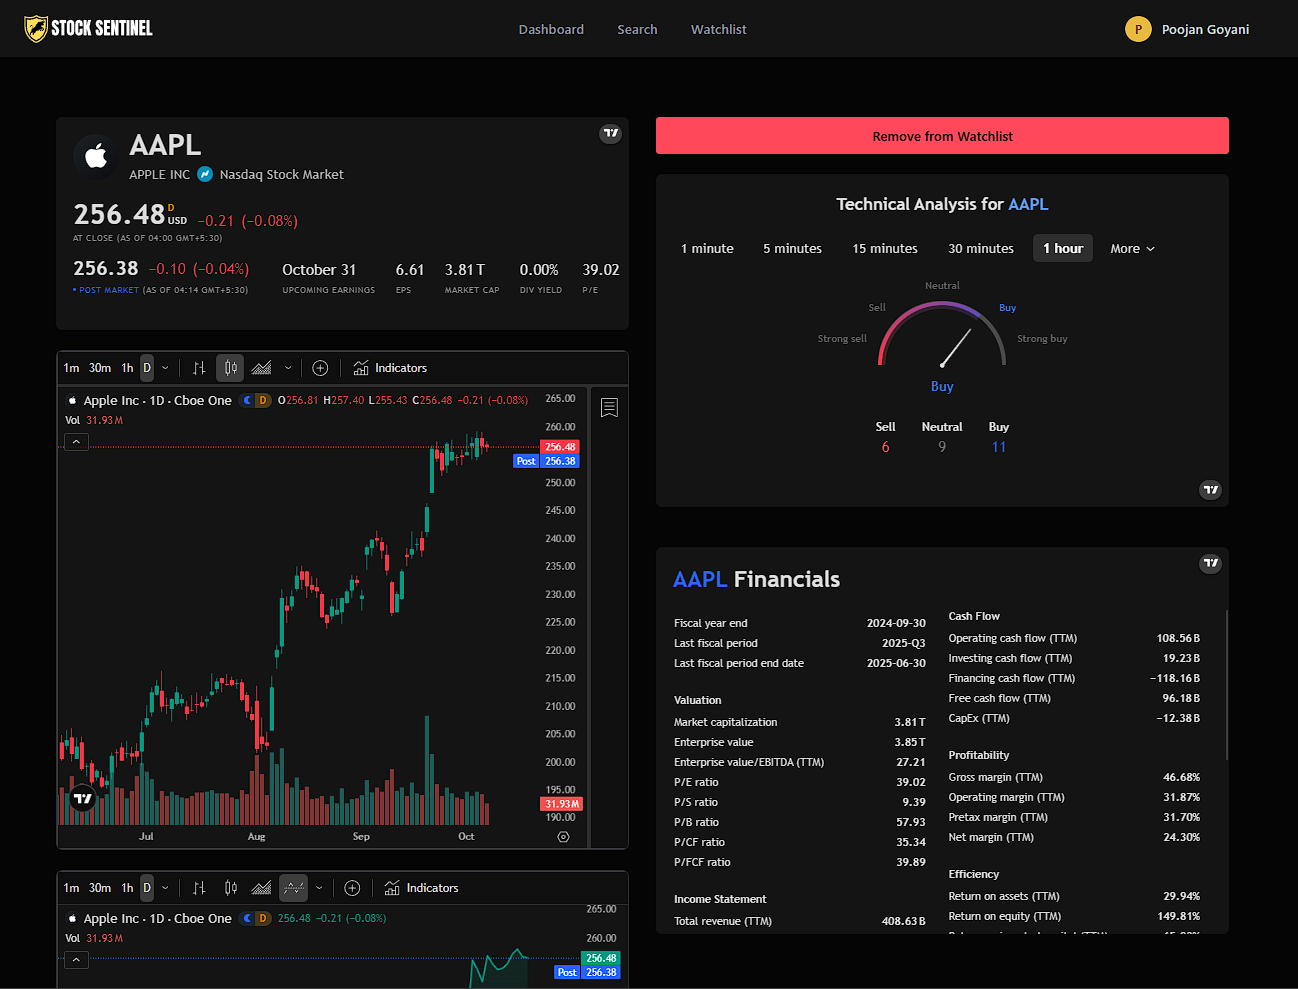 STOCK SENTINEL
Dashboard Search Watchlist
P Poojan Goyani
AAPL
APPLE INC Nasdaq Stock Market
256.48 D USD −0.21 (−0.08%)
AT CLOSE (AS OF 04:00 GMT+5:30)
256.38 −0.10 (−0.04%)
• POST MARKET (AS OF 04:14 GMT+5:30)
October 31 6.61 3.81 T 0.00% 39.02
UPCOMING EARNINGS EPS MARKET CAP DIV YIELD P/E
1m 30m 1h D Indicators
Apple Inc · 1D · Cboe One D O256.81 H257.40 L255.43 C256.48 −0.21 (−0.08%)
Vol 31.93 M
265.00
260.00
256.48
Post 256.38
250.00
245.00
240.00
235.00
230.00
225.00
220.00
215.00
210.00
205.00
200.00
195.00
31.93 M
190.00
Jul Aug Sep Oct
1m 30m 1h D Indicators
Apple Inc · 1D · Cboe One D 256.48 −0.21 (−0.08%)
Vol 31.93 M
265.00
260.00
256.48
Post 256.38
Remove from Watchlist
Technical Analysis for AAPL
1 minute 5 minutes 15 minutes 30 minutes 1 hour More
Neutral
Sell Buy
Strong sell Strong buy
Buy
Sell Neutral Buy
6 9 11
AAPL Financials
Fiscal year end 2024-09-30
Last fiscal period 2025-Q3
Last fiscal period end date 2025-06-30
Valuation
Market capitalization 3.81 T
Enterprise value 3.85 T
Enterprise value/EBITDA (TTM) 27.21
P/E ratio 39.02
P/S ratio 9.39
P/B ratio 57.93
P/CF ratio 35.34
P/FCF ratio 39.89
Income Statement
Total revenue (TTM) 408.63 B
Cash Flow
Operating cash flow (TTM) 108.56 B
Investing cash flow (TTM) 19.23 B
Financing cash flow (TTM) −118.16 B
Free cash flow (TTM) 96.18 B
CapEx (TTM) −12.38 B
Profitability
Gross margin (TTM) 46.68%
Operating margin (TTM) 31.87%
Pretax margin (TTM) 31.70%
Net margin (TTM) 24.30%
Efficiency
Return on assets (TTM) 29.94%
Return on equity (TTM) 149.81%